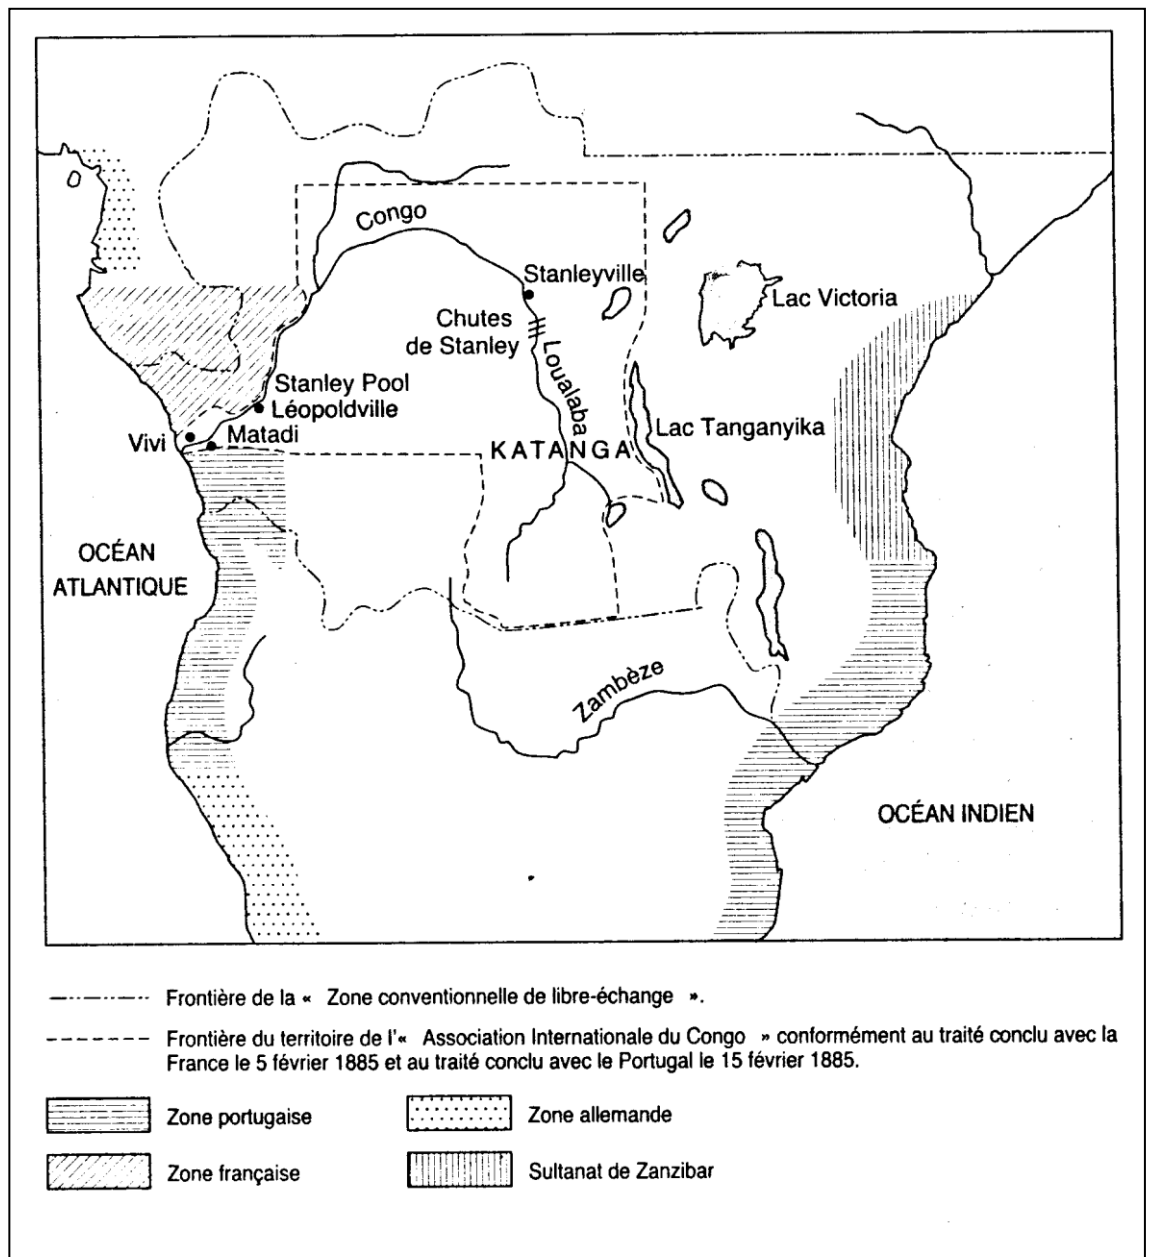 Congo
Stanleyville
Lac Victoria
Chutes
de Stanley
Loualaba
Stanley Pool
Léopoldville
Vivi
Matadi
Lac Tanganyika
KATANGA
OCÉAN
ATLANTIQUE
Zambèze
OCÉAN INDIEN
Frontière de la « Zone conventionnelle de libre-échange ».
Frontière du territoire de l'« Association Internationale du Congo » conformément au traité conclu avec la
France le 5 février 1885 et au traité conclu avec le Portugal le 15 février 1885.
Zone portugaise
Zone allemande
Zone française
Sultanat de Zanzibar